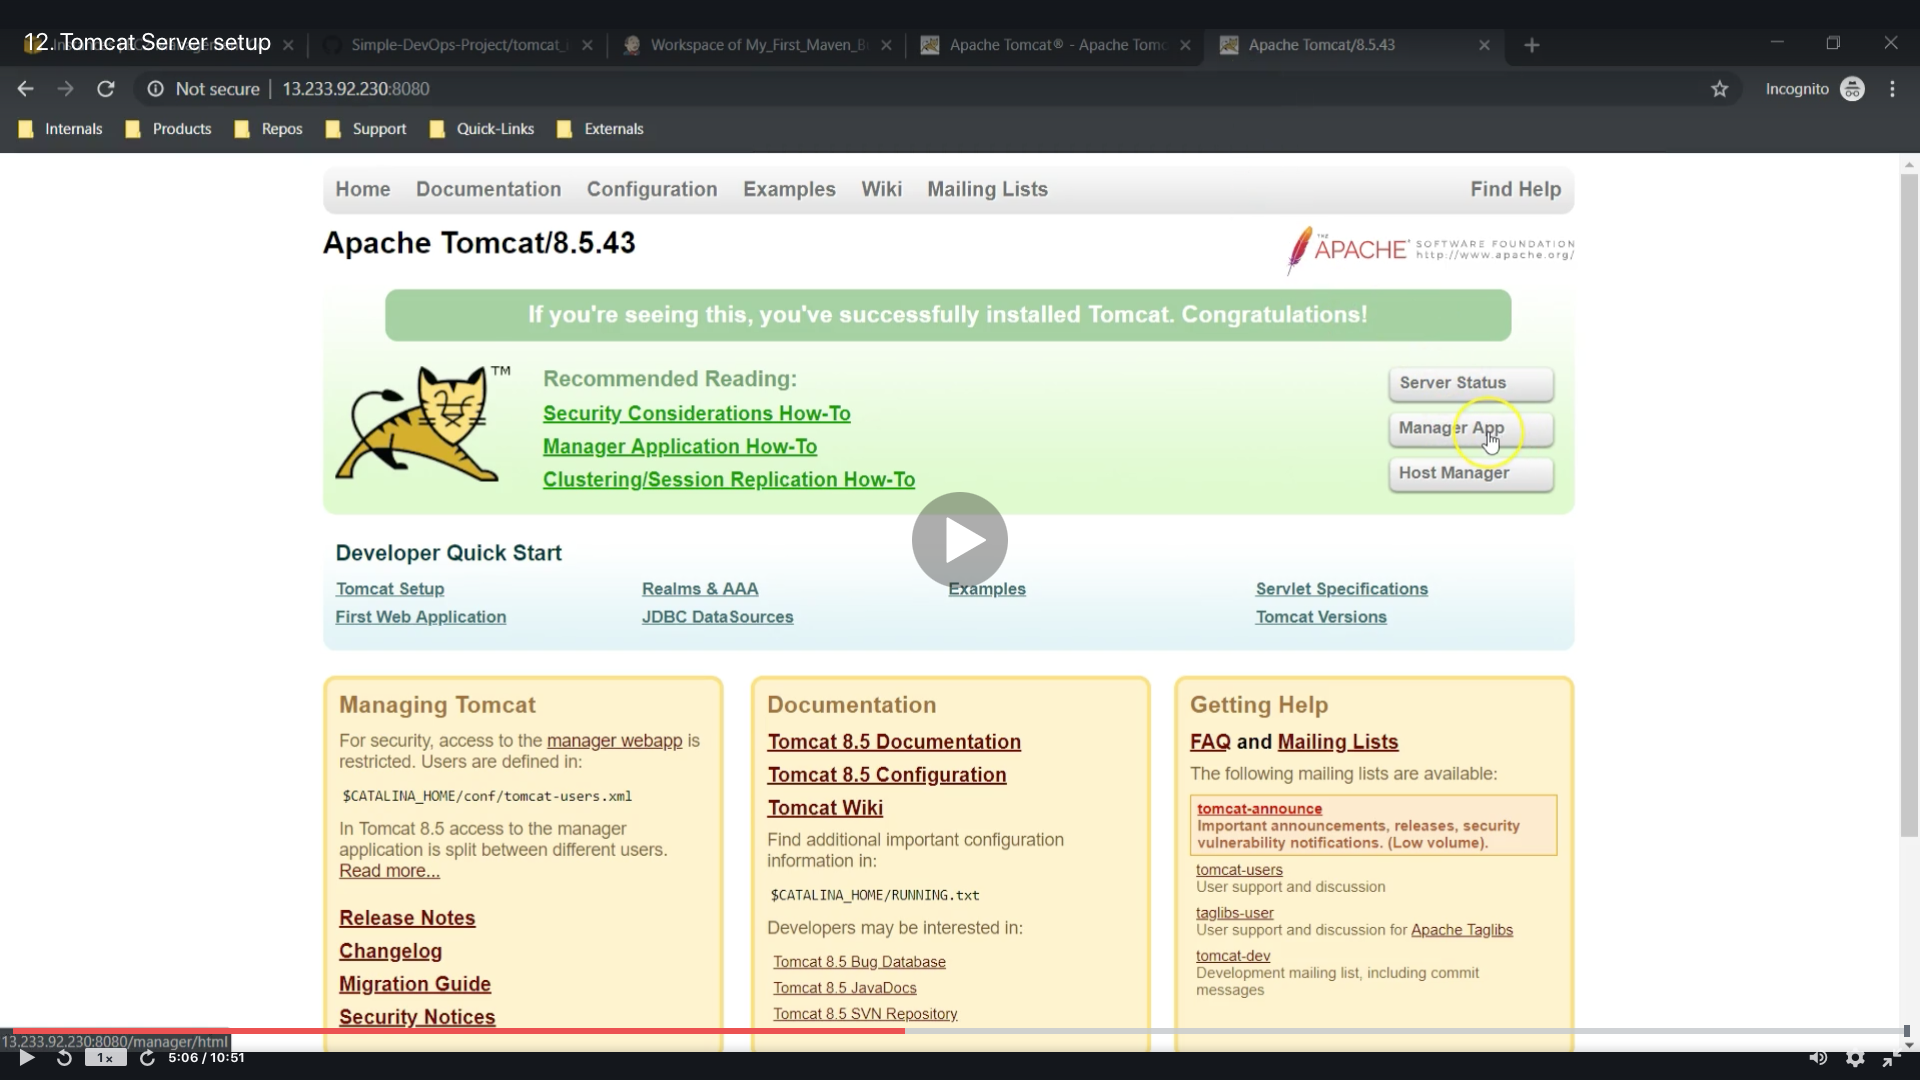 12. Tomcat Server setup
Simple-DevOps-Project/tomcat_
Workspace of My_First_Maven_B
Apache Tomcat® - Apache Tomc
Apache Tomcat/8.5.43
Not secure | 13.233.92.230:8080
Incognito
Internals
Products
Repos
Support
Quick-Links
Externals
Home Documentation Configuration Examples Wiki Mailing Lists Find Help
Apache Tomcat/8.5.43
THE APACHE® SOFTWARE FOUNDATION
http://www.apache.org/
If you're seeing this, you've successfully installed Tomcat. Congratulations!
TM
Recommended Reading:
Security Considerations How-To
Manager Application How-To
Clustering/Session Replication How-To
Server Status
Manager App
Host Manager
Developer Quick Start
Tomcat Setup
First Web Application
Realms & AAA
JDBC DataSources
Examples
Servlet Specifications
Tomcat Versions
Managing Tomcat
For security, access to the manager webapp is
restricted. Users are defined in:
$CATALINA_HOME/conf/tomcat-users.xml
In Tomcat 8.5 access to the manager
application is split between different users.
Read more...
Release Notes
Changelog
Migration Guide
Security Notices
Documentation
Tomcat 8.5 Documentation
Tomcat 8.5 Configuration
Tomcat Wiki
Find additional important configuration
information in:
$CATALINA_HOME/RUNNING.txt
Developers may be interested in:
Tomcat 8.5 Bug Database
Tomcat 8.5 JavaDocs
Tomcat 8.5 SVN Repository
Getting Help
FAQ and Mailing Lists
The following mailing lists are available:
tomcat-announce
Important announcements, releases, security
vulnerability notifications. (Low volume).
tomcat-users
User support and discussion
taglibs-user
User support and discussion for Apache Taglibs
tomcat-dev
Development mailing list, including commit
messages
13.233.92.230:8080/manager/html
1x
5:06 / 10:51